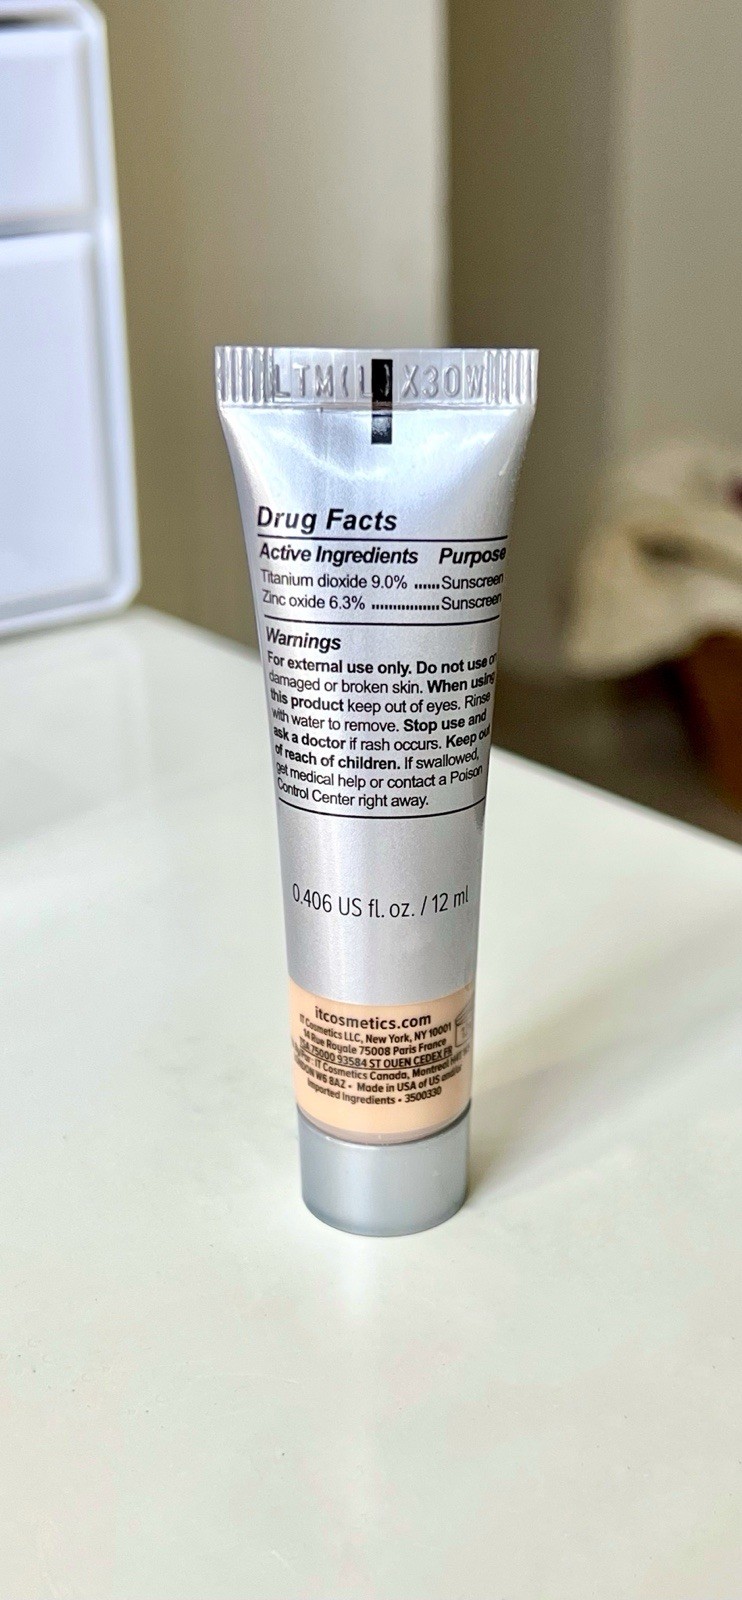 LTM(L) X30W
Drug Facts
Active Ingredients Purpose
Titanium dioxide 9.0% ......Sunscreen
Zinc oxide 6.3% .................Sunscreen
Warnings
For external use only. Do not use on
damaged or broken skin. When using
this product keep out of eyes. Rinse
with water to remove. Stop use and
ask a doctor if rash occurs. Keep out
of reach of children. If swallowed,
get medical help or contact a Poison
Control Center right away.
0.406 US fl. oz. / 12 ml
itcosmetics.com
IT Cosmetics LLC, New York, NY 10001
14 Rue Royale 75008 Paris France
75000 93584 ST OUEN CEDEX FR
IT Cosmetics Canada, Montreal
W6 8AZ • Made in USA of US and/or
Imported Ingredients • 3500330